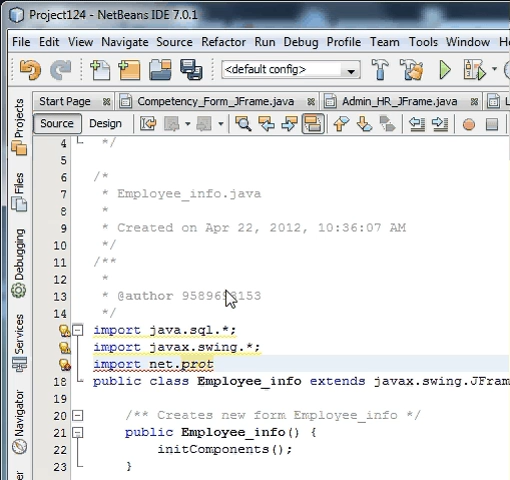 Project124 - NetBeans IDE 7.0.1
File Edit View Navigate Source Refactor Run Debug Profile Team Tools Window He
<default config>
Start Page Competency_Form_JFrame.java Admin_HR_JFrame.java L
Source Design
Projects
Files
Debugging
Services
Navigator
4 */
5
6 /*
7 * Employee_info.java
8 *
9 * Created on Apr 22, 2012, 10:36:07 AM
10 */
11 /**
12 *
13 * @author
14 */
import java.sql.*;
import javax.swing.*;
import net.prot
18 public class Employee_info extends javax.swing.JFram
19
20 /** Creates new form Employee_info */
21 public Employee_info() {
22 initComponents();
23 }